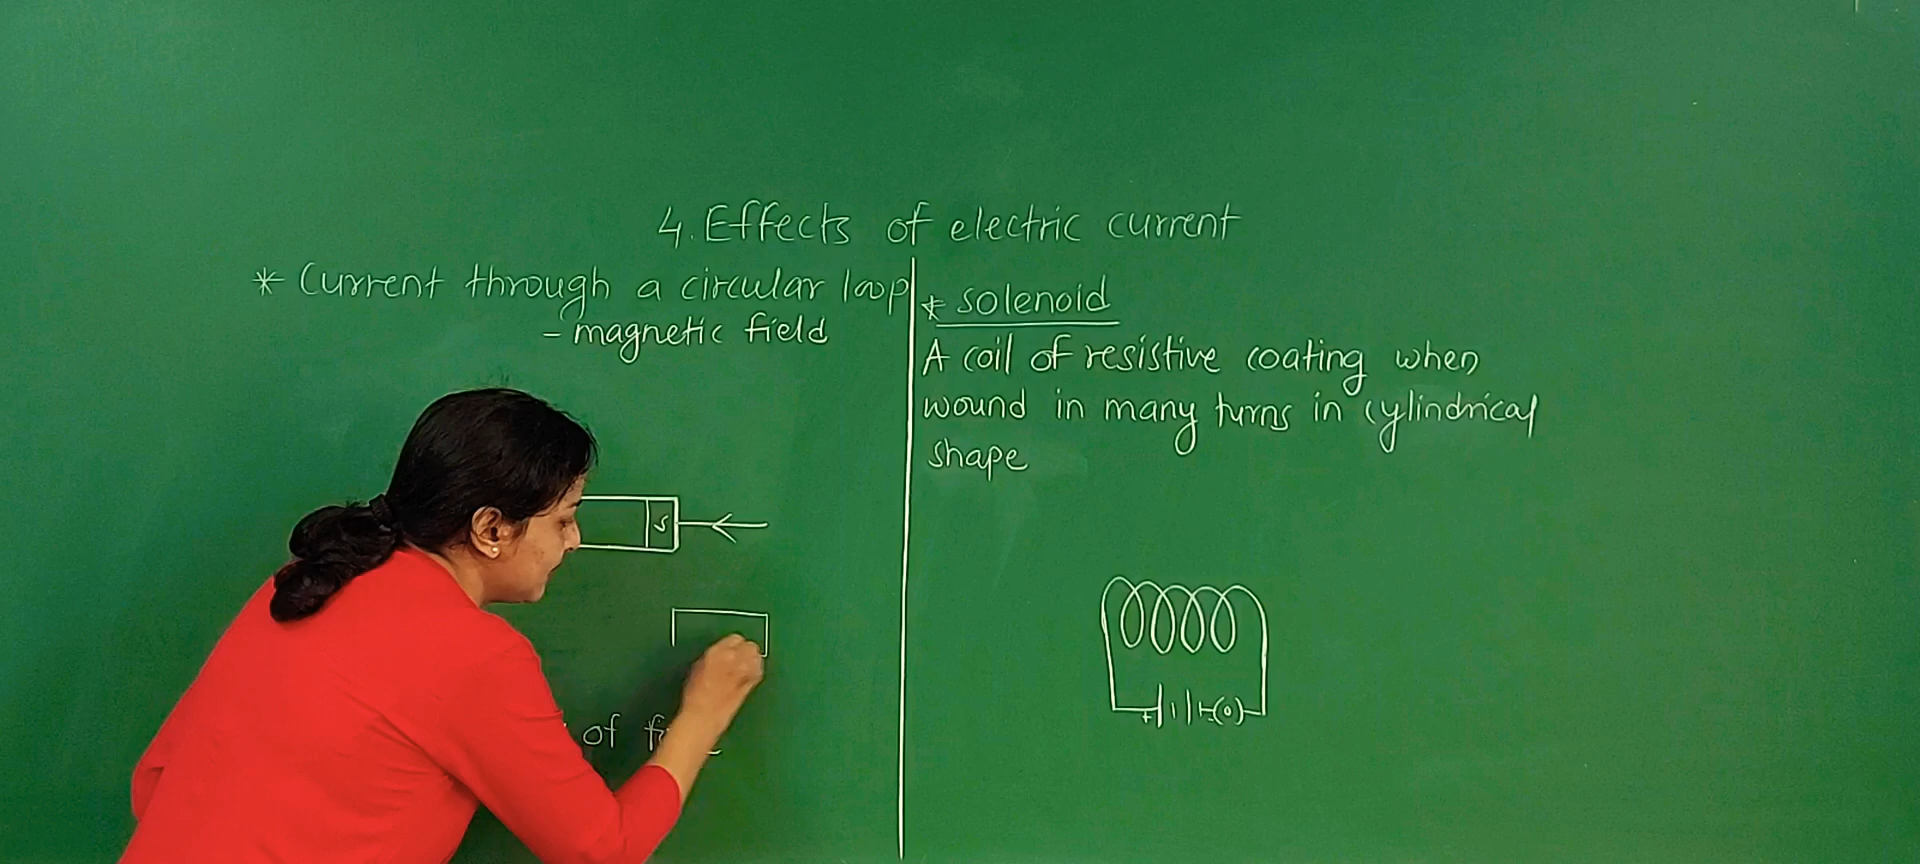 4. Effects of electric current
* Current through a circular loop
- magnetic field
S
of
* solenoid
A coil of resistive coating when
wound in many turns in cylindrical
shape
+ - (•)